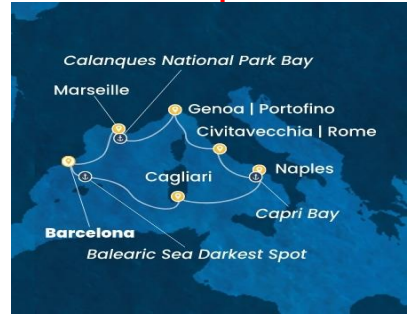 Calanques National Park Bay
Marseille
Genoa | Portofino
Civitavecchia | Rome
Cagliari
Naples
Capri Bay
Barcelona
Balearic Sea Darkest Spot